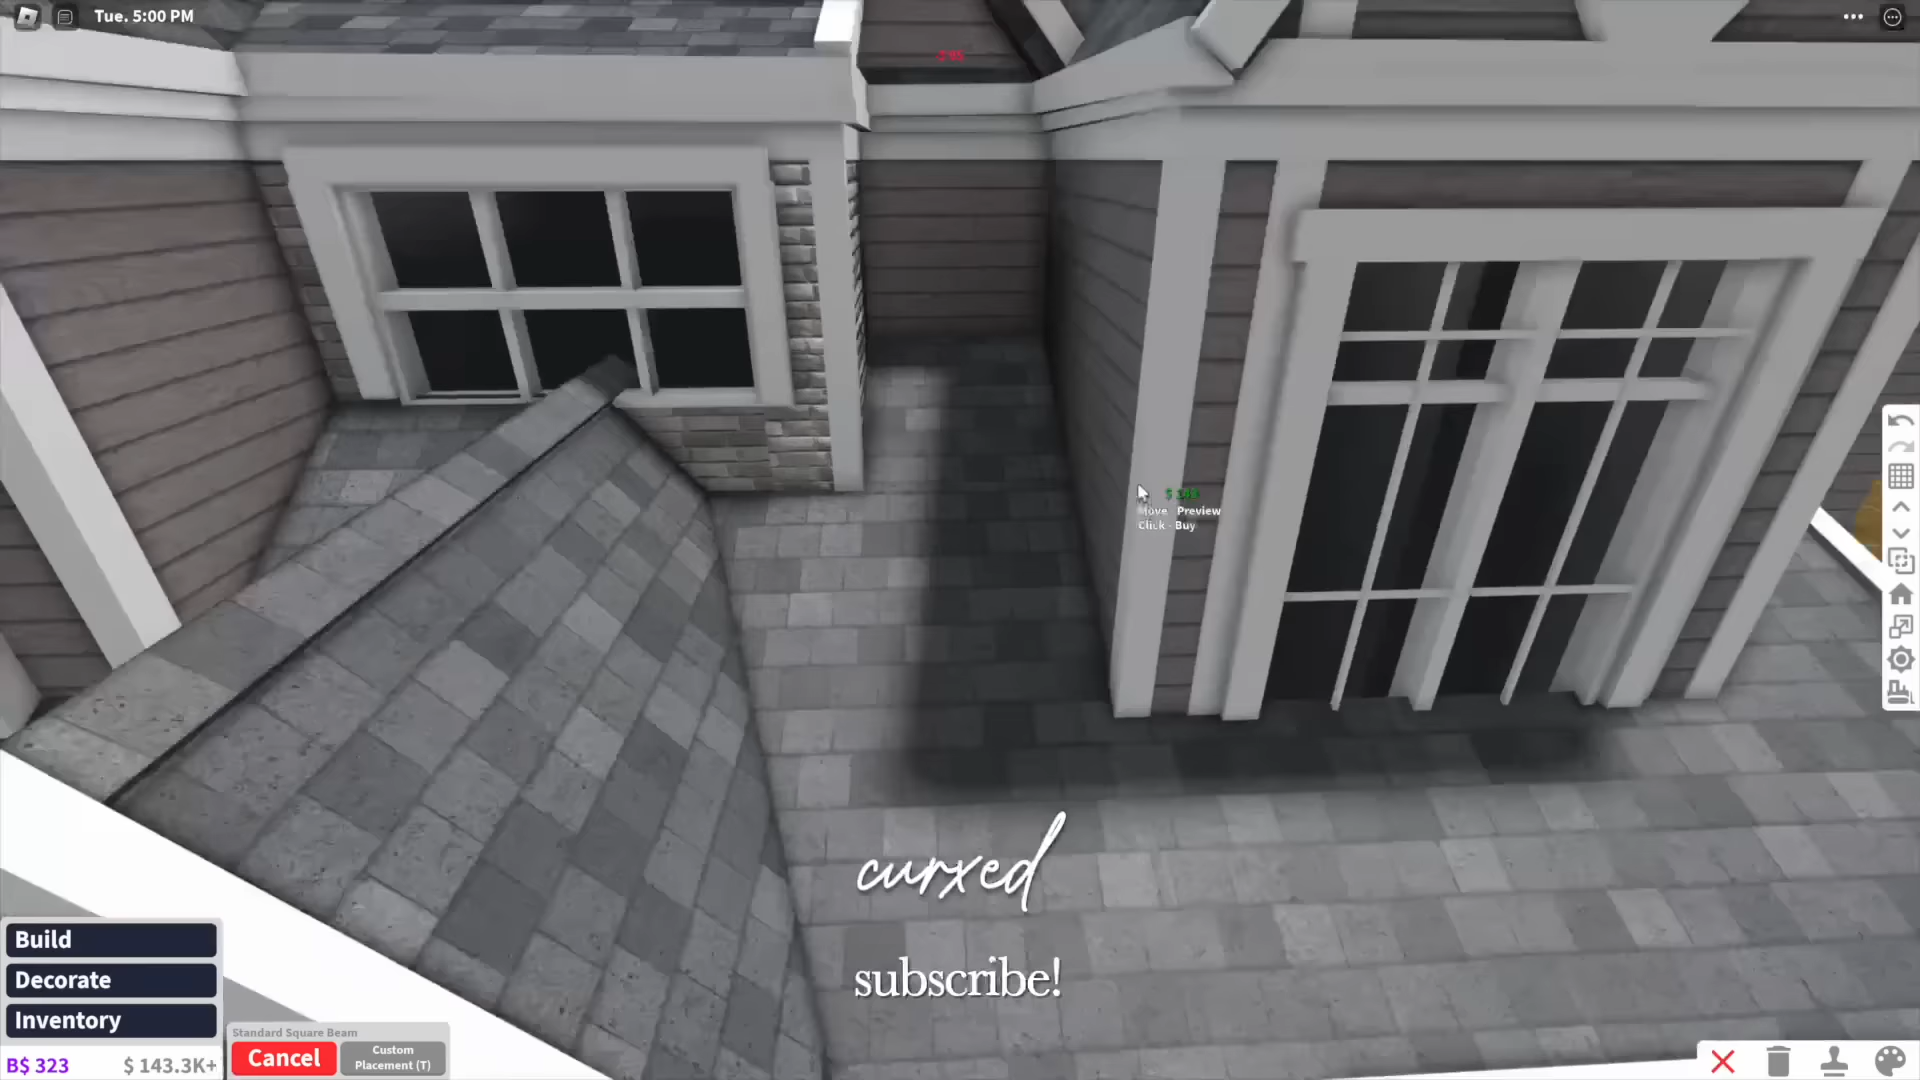 Tue. 5:00 PM
Move - Preview
Click - Buy
curxed
subscribe!
Build
Decorate
Inventory
B$ 323
$ 143.3K+
Standard Square Beam
Cancel
Custom
Placement (T)